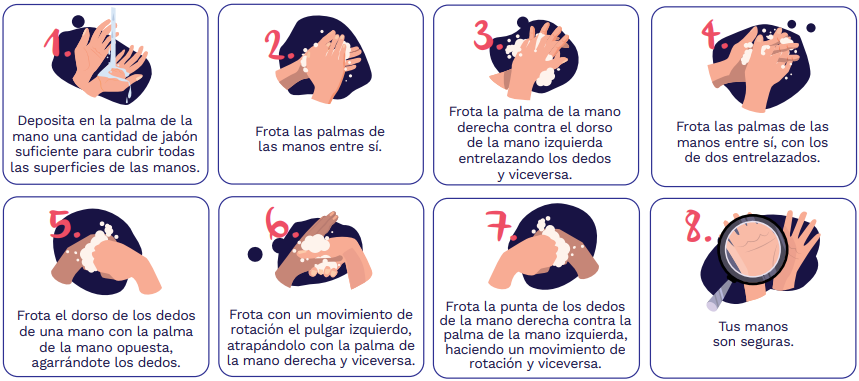 1.
Deposita en la palma de la
mano una cantidad de jabón
suficiente para cubrir todas
las superficies de las manos.
2.
Frota las palmas de
las manos entre sí.
3.
Frota la palma de la mano
derecha contra el dorso
de la mano izquierda
entrelazando los dedos
y viceversa.
4.
Frota las palmas de las
manos entre sí, con los
de dos entrelazados.
5.
Frota el dorso de los dedos
de una mano con la palma
de la mano opuesta,
agarrándote los dedos.
6.
Frota con un movimiento de
rotación el pulgar izquierdo,
atrapándolo con la palma de
la mano derecha y viceversa.
7.
Frota la punta de los dedos
de la mano derecha contra la
palma de la mano izquierda,
haciendo un movimiento de
rotación y viceversa.
8.
Tus manos
son seguras.